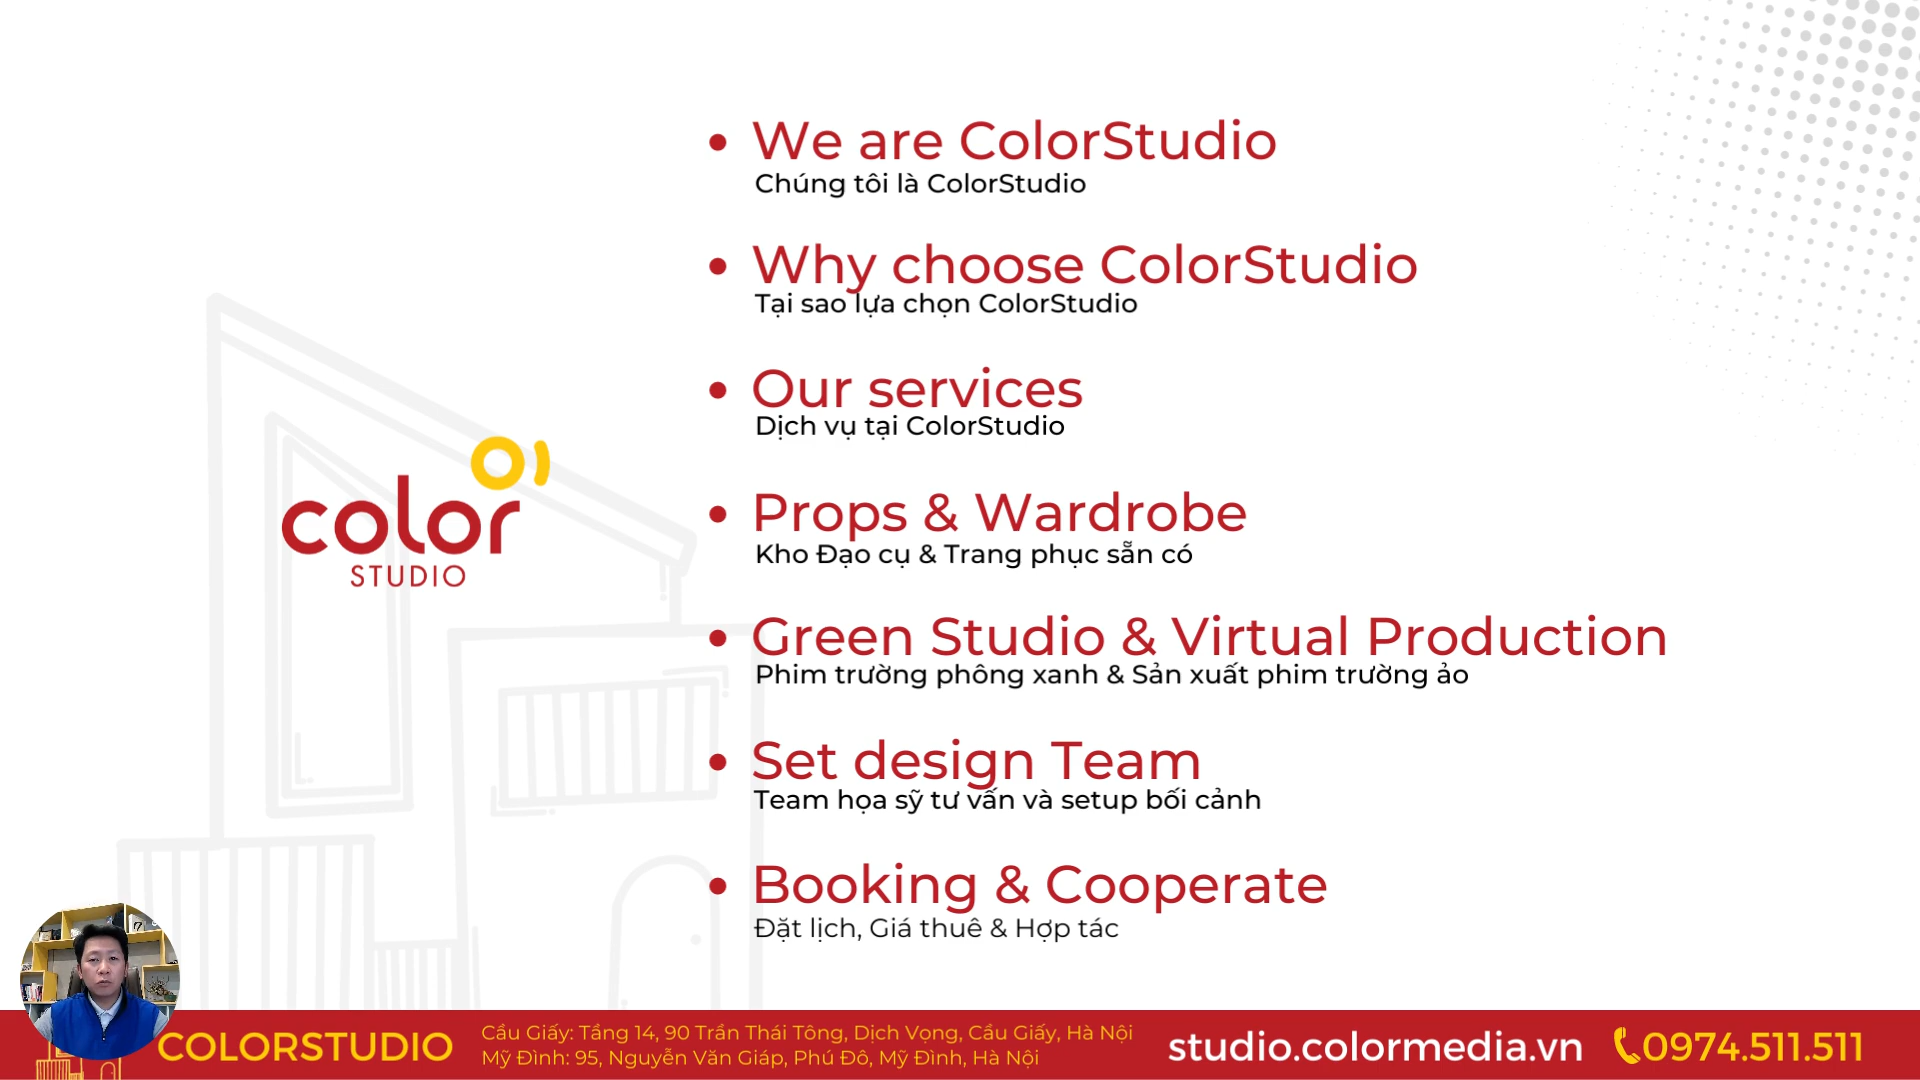 color
STUDIO
• We are ColorStudio
Chúng tôi là ColorStudio
• Why choose ColorStudio
Tại sao lựa chọn ColorStudio
• Our services
Dịch vụ tại ColorStudio
• Props & Wardrobe
Kho Đạo cụ & Trang phục sẵn có
• Green Studio & Virtual Production
Phim trường phông xanh & Sản xuất phim trường ảo
• Set design Team
Team họa sỹ tư vấn và setup bối cảnh
• Booking & Cooperate
Đặt lịch, Giá thuê & Hợp tác
COLORSTUDIO
Cầu Giấy: Tầng 14, 90 Trần Thái Tông, Dịch Vọng, Cầu Giấy, Hà Nội
Mỹ Đình: 95, Nguyễn Văn Giáp, Phú Đô, Mỹ Đình, Hà Nội
studio.colormedia.vn
0974.511.511